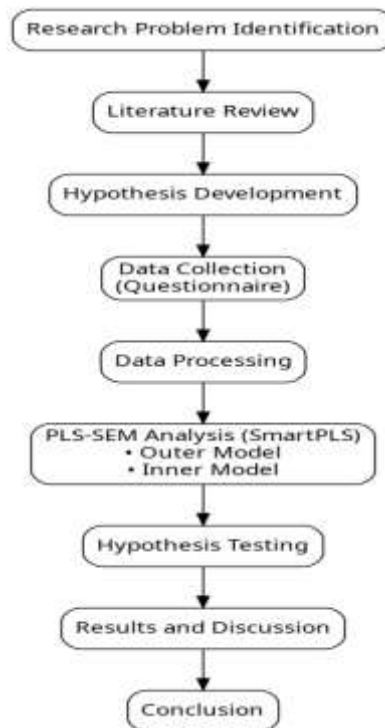 Research Problem Identification
Literature Review
Hypothesis Development
Data Collection
(Questionnaire)
Data Processing
PLS-SEM Analysis (SmartPLS)
• Outer Model
• Inner Model
Hypothesis Testing
Results and Discussion
Conclusion